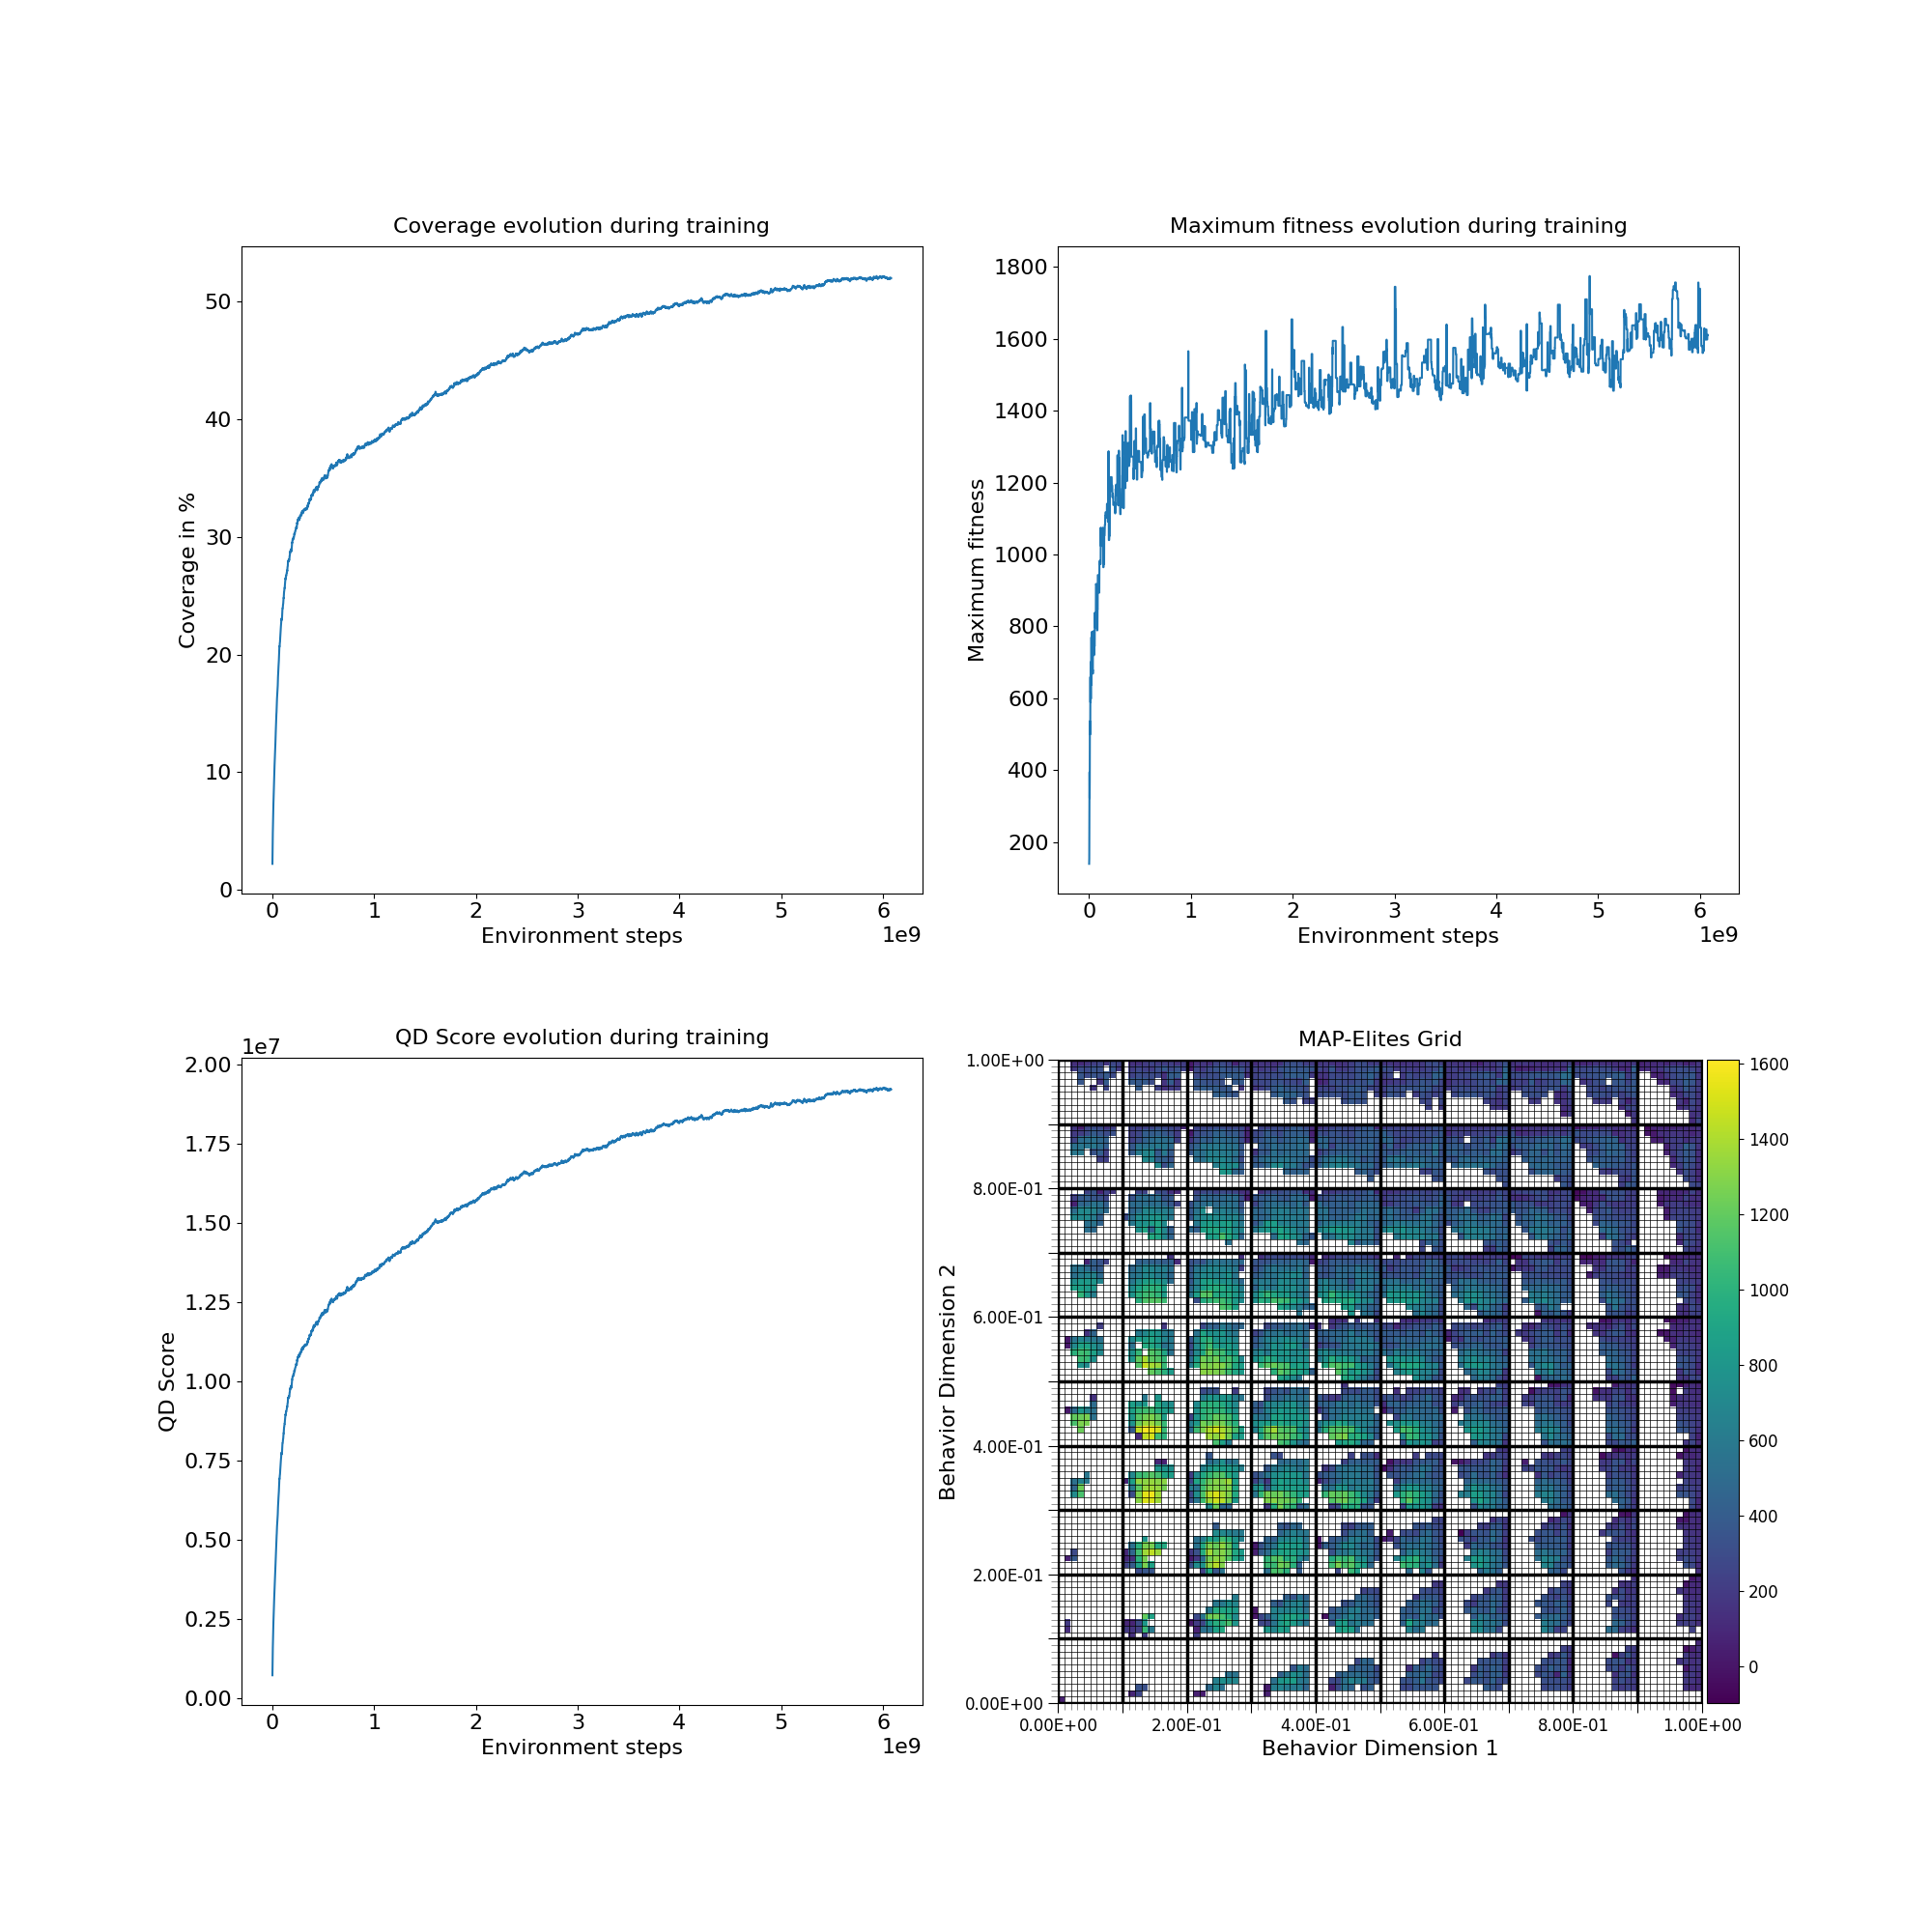 Coverage evolution during training
Coverage in %
50
40
30
20
10
0
0 1 2 3 4 5 6
1e9
Environment steps
Maximum fitness evolution during training
Maximum fitness
1800
1600
1400
1200
1000
800
600
400
200
0 1 2 3 4 5 6
1e9
Environment steps
QD Score evolution during training
1e7
QD Score
2.00
1.75
1.50
1.25
1.00
0.75
0.50
0.25
0.00
0 1 2 3 4 5 6
1e9
Environment steps
MAP-Elites Grid
Behavior Dimension 2
1.00E+00
8.00E-01
6.00E-01
4.00E-01
2.00E-01
0.00E+00
0.00E+00 2.00E-01 4.00E-01 6.00E-01 8.00E-01 1.00E+00
Behavior Dimension 1
1600
1400
1200
1000
800
600
400
200
0